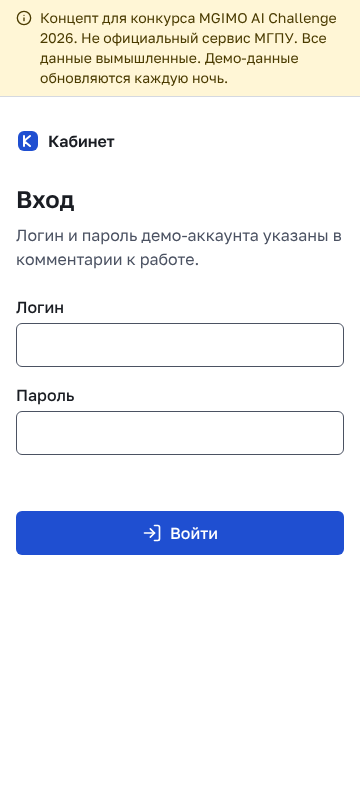 Концепт для конкурса MGIMO AI Challenge
2026. Не официальный сервис МГПУ. Все
данные вымышленные. Демо-данные
обновляются каждую ночь.
Кабинет
Вход
Логин и пароль демо-аккаунта указаны в
комментарии к работе.
Логин
Пароль
Войти